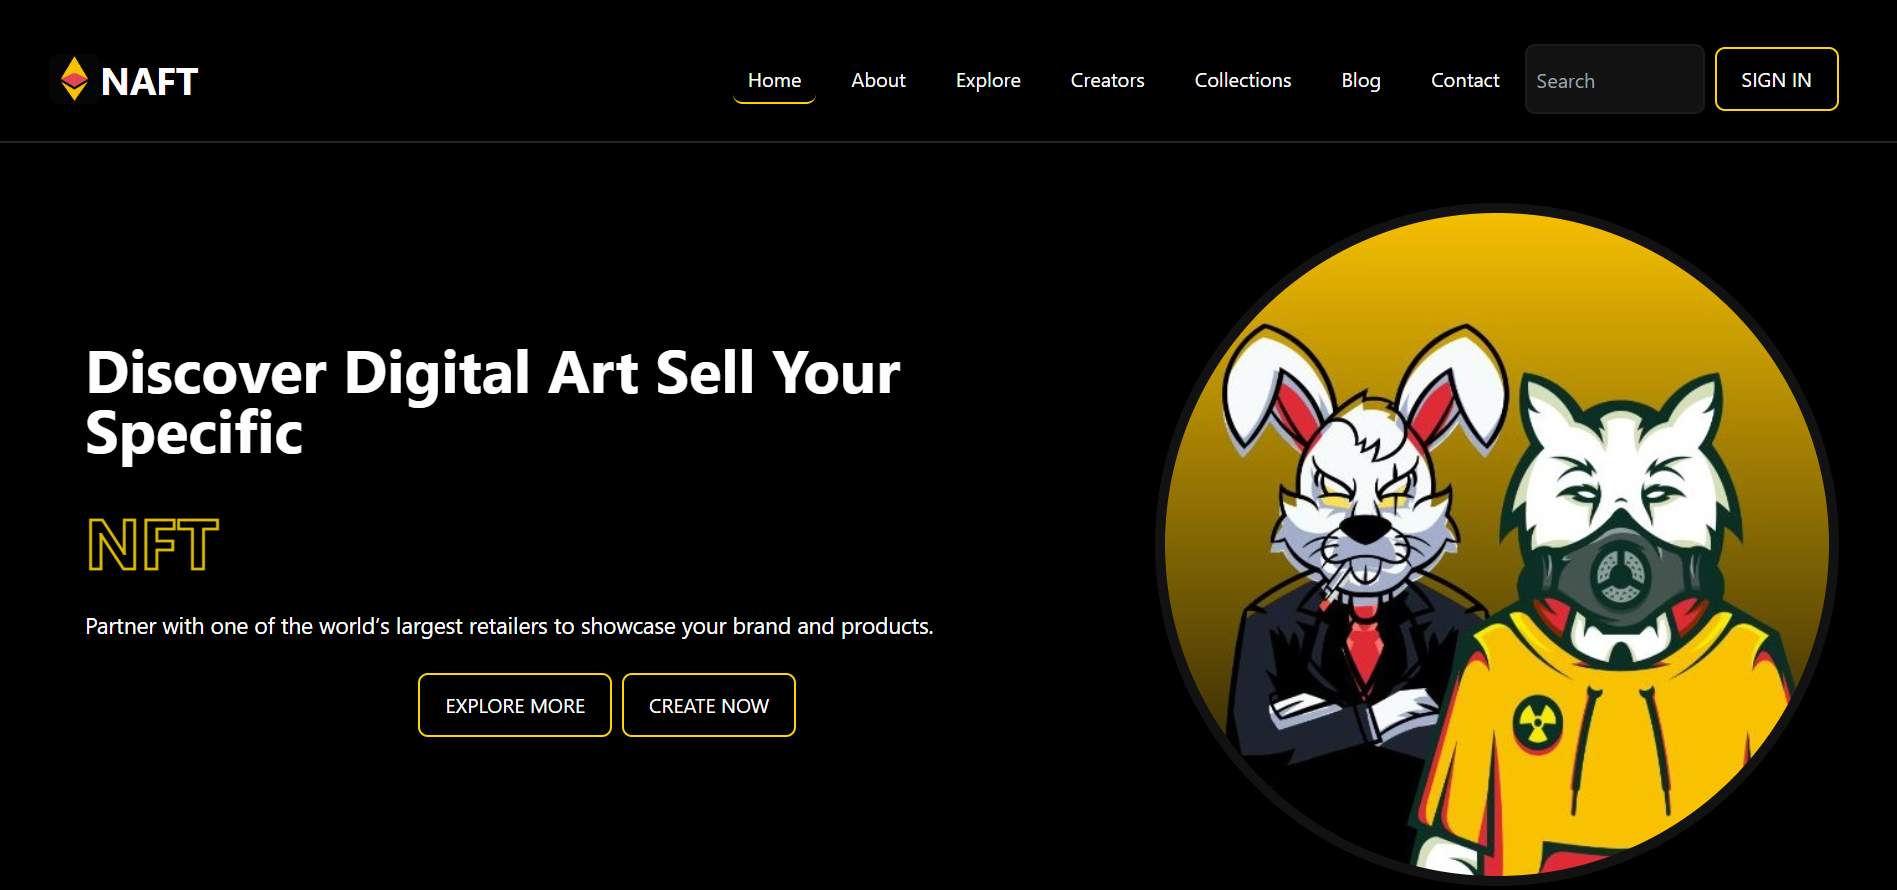 NAFT
Home About Explore Creators Collections Blog Contact Search SIGN IN
Discover Digital Art Sell Your
Specific
NFT
Partner with one of the world’s largest retailers to showcase your brand and products.
EXPLORE MORE CREATE NOW